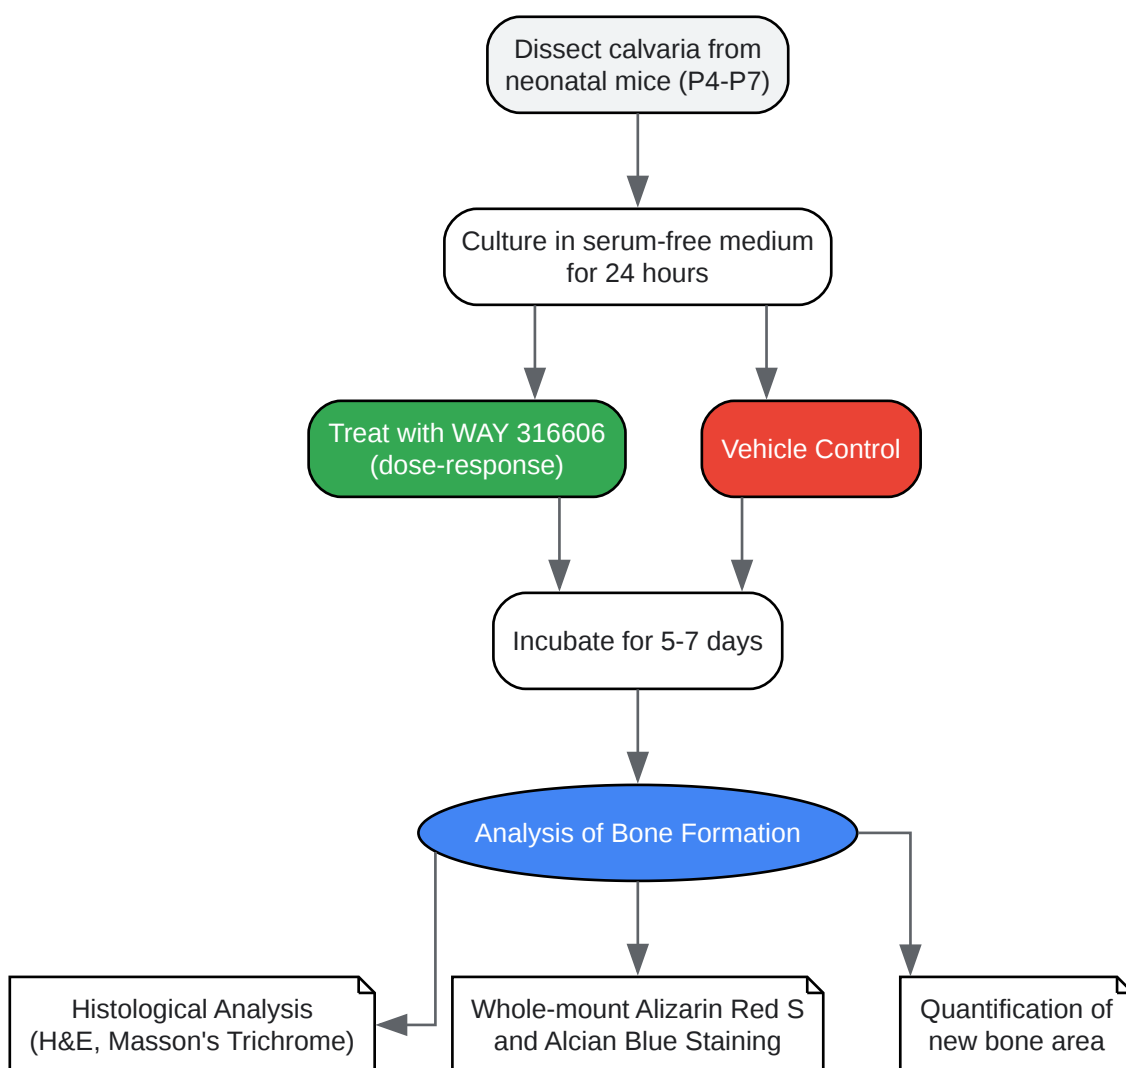 Dissect calvaria from
neonatal mice (P4-P7)
Culture in serum-free medium
for 24 hours
Treat with WAY 316606
(dose-response)
Vehicle Control
Incubate for 5-7 days
Analysis of Bone Formation
Histological Analysis
(H&E, Masson's Trichrome)
Whole-mount Alizarin Red S
and Alcian Blue Staining
Quantification of
new bone area